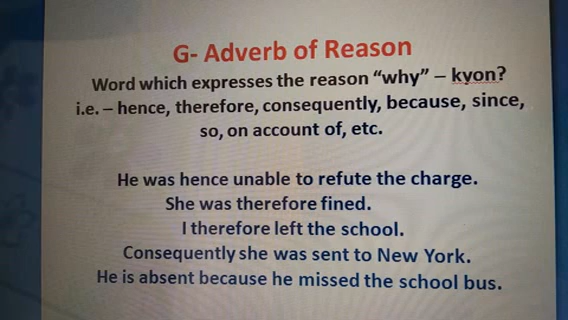 G- Adverb of Reason
Word which expresses the reason “why” – kyon?
i.e. – hence, therefore, consequently, because, since,
so, on account of, etc.
He was hence unable to refute the charge.
She was therefore fined.
I therefore left the school.
Consequently she was sent to New York.
He is absent because he missed the school bus.